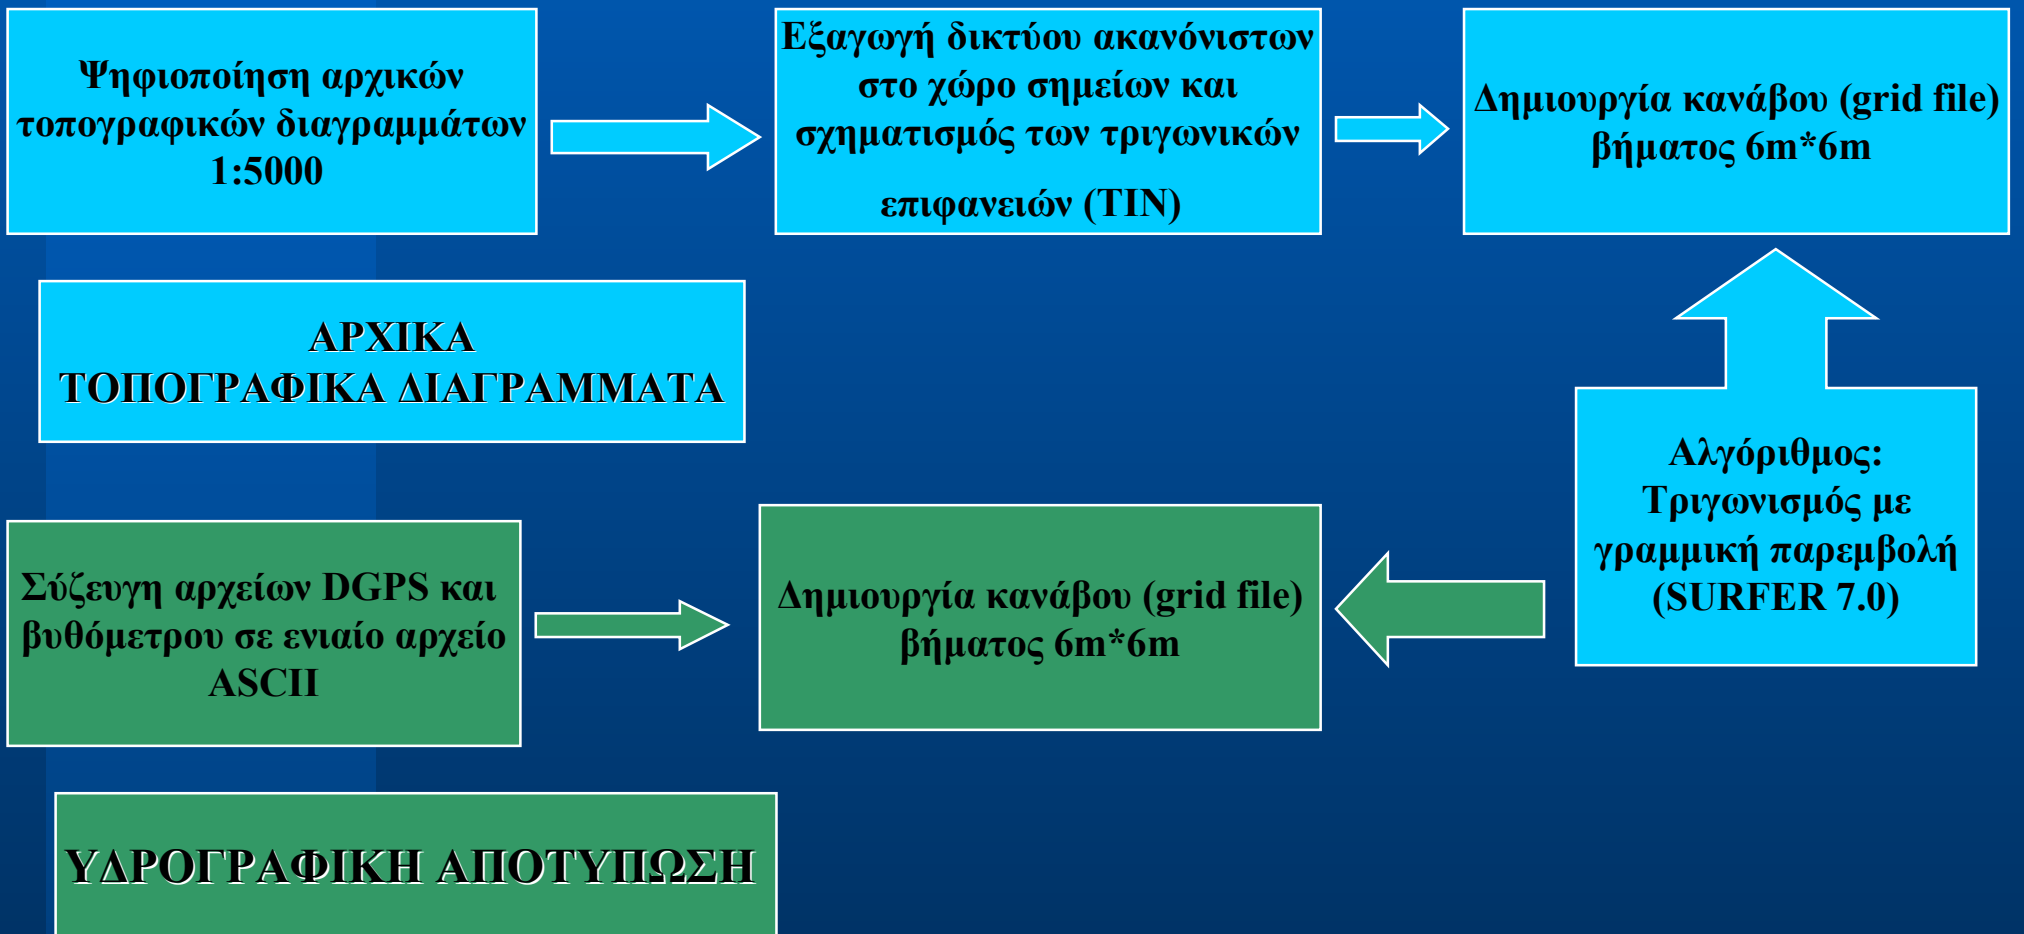 Ψηφιοποίηση αρχικών
τοπογραφικών διαγραμμάτων
1:5000
Εξαγωγή δικτύου ακανόνιστων
στο χώρο σημείων και
σχηματισμός των τριγωνικών
επιφανειών (TIN)
Δημιουργία κανάβου (grid file)
βήματος 6m*6m
ΑΡΧΙΚΑ
ΤΟΠΟΓΡΑΦΙΚΑ ΔΙΑΓΡΑΜΜΑΤΑ
Αλγόριθμος:
Τριγωνισμός με
γραμμική παρεμβολή
(SURFER 7.0)
Σύζευγη αρχείων DGPS και
βυθόμετρου σε ενιαίο αρχείο
ASCII
Δημιουργία κανάβου (grid file)
βήματος 6m*6m
ΥΔΡΟΓΡΑΦΙΚΗ ΑΠΟΤΥΠΩΣΗ